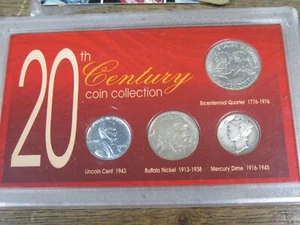 20th
Century
coin collection
Bicentennial Quarter 1776-1976
Lincoln Cent 1943
Buffalo Nickel 1913-1938
Mercury Dime 1916-1945